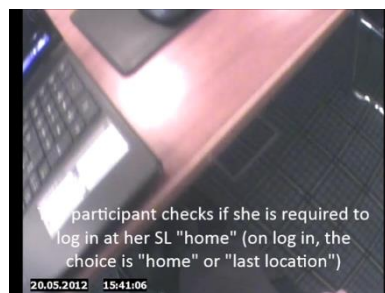 participant checks if she is required to
log in at her SL "home" (on log in, the
choice is "home" or "last location")
20.05.2012 15:41:06